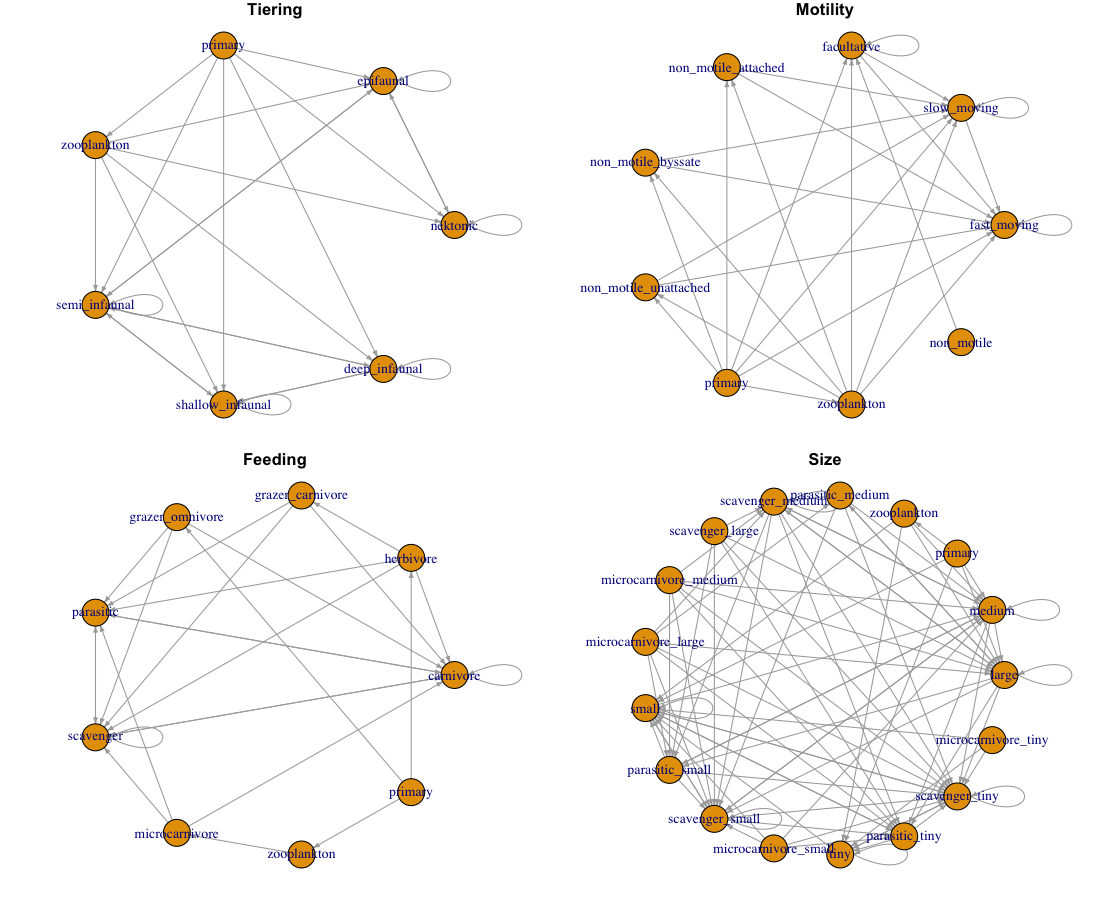 Tiering
primary
epifaunal
zooplankton
nektonic
semi_infaunal
deep_infaunal
shallow_infaunal
Motility
facultative
non_motile_attached
slow_moving
non_motile_byssate
fast_moving
non_motile_unattached
non_motile
primary
zooplankton
Feeding
grazer_carnivore
grazer_omnivore
herbivore
parasitic
carnivore
scavenger
primary
microcarnivore
zooplankton
Size
parasitic_medium
scavenger_medium
zooplankton
scavenger_large
primary
microcarnivore_medium
medium
microcarnivore_large
large
small
microcarnivore_tiny
parasitic_small
scavenger_tiny
scavenger_small
parasitic_tiny
microcarnivore_small
tiny